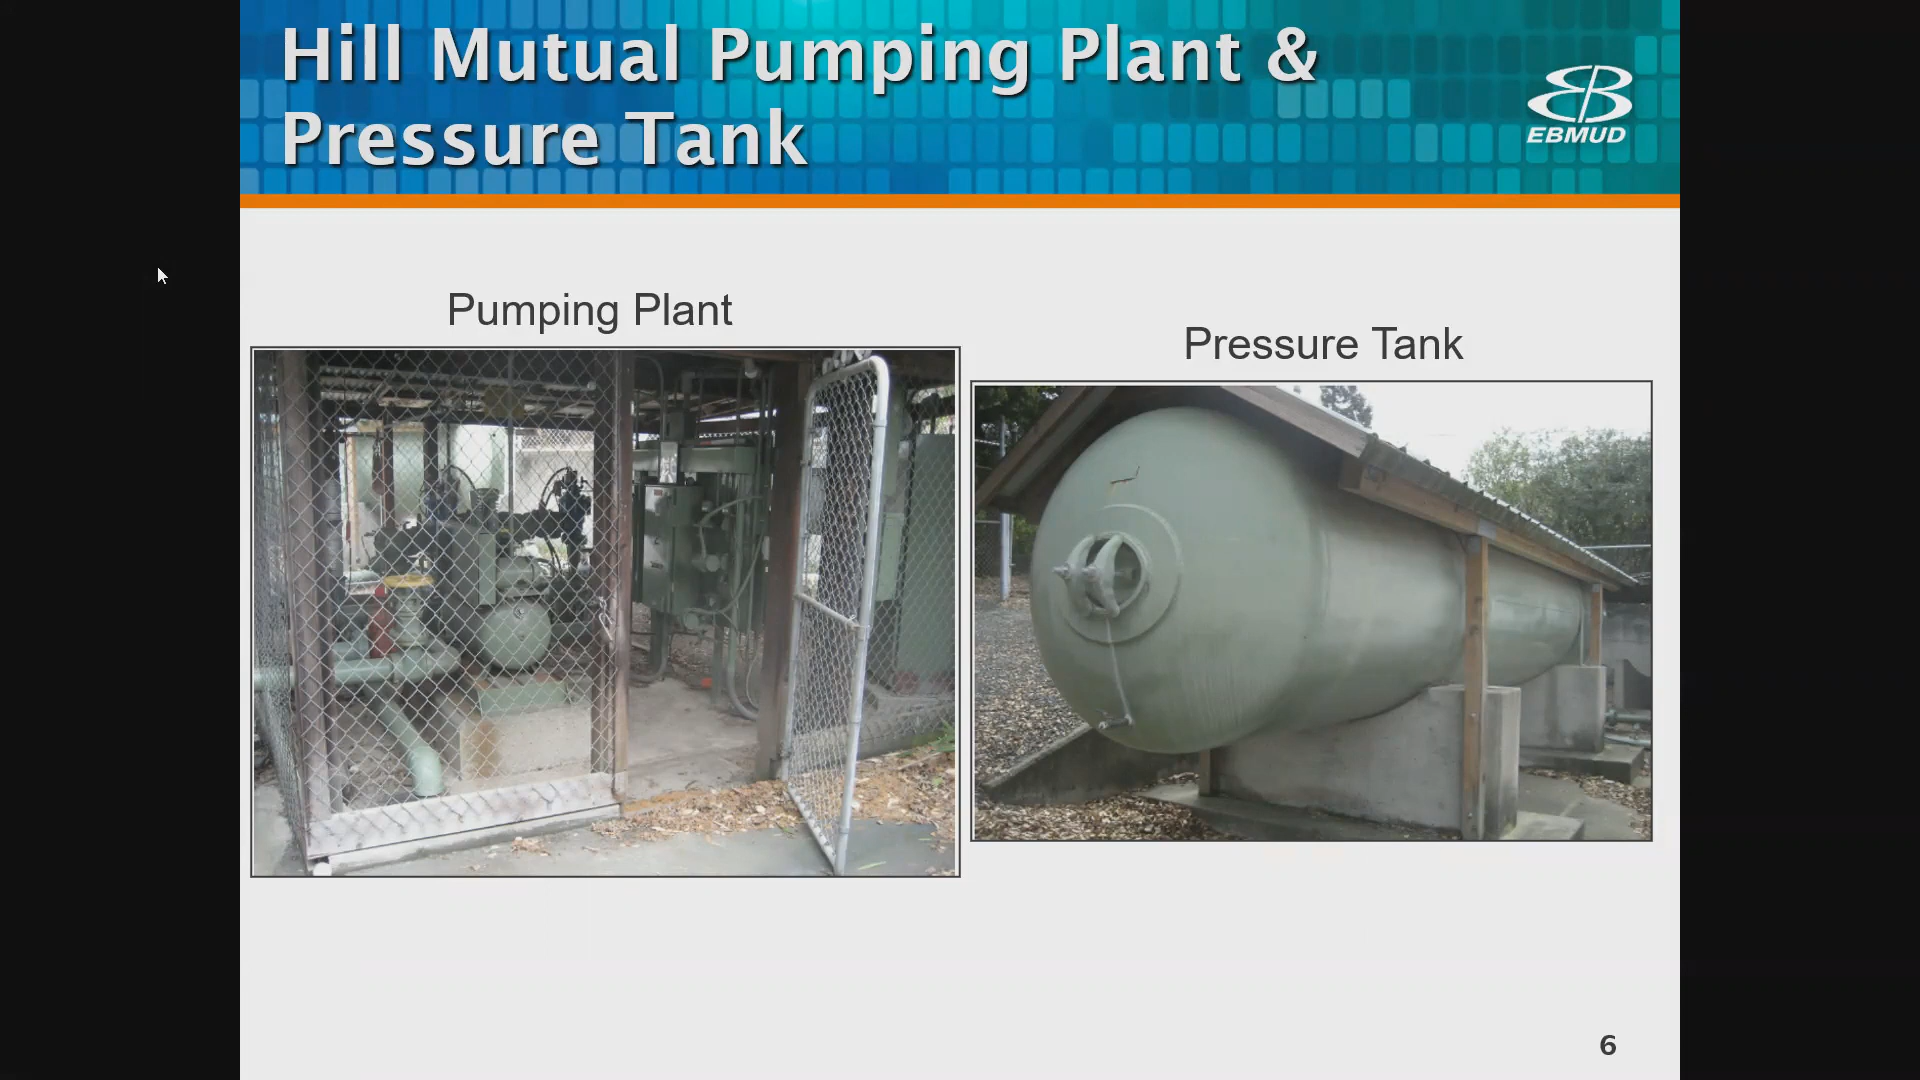 Hill Mutual Pumping Plant &
Pressure Tank
EBMUD
Pumping Plant
Pressure Tank
6